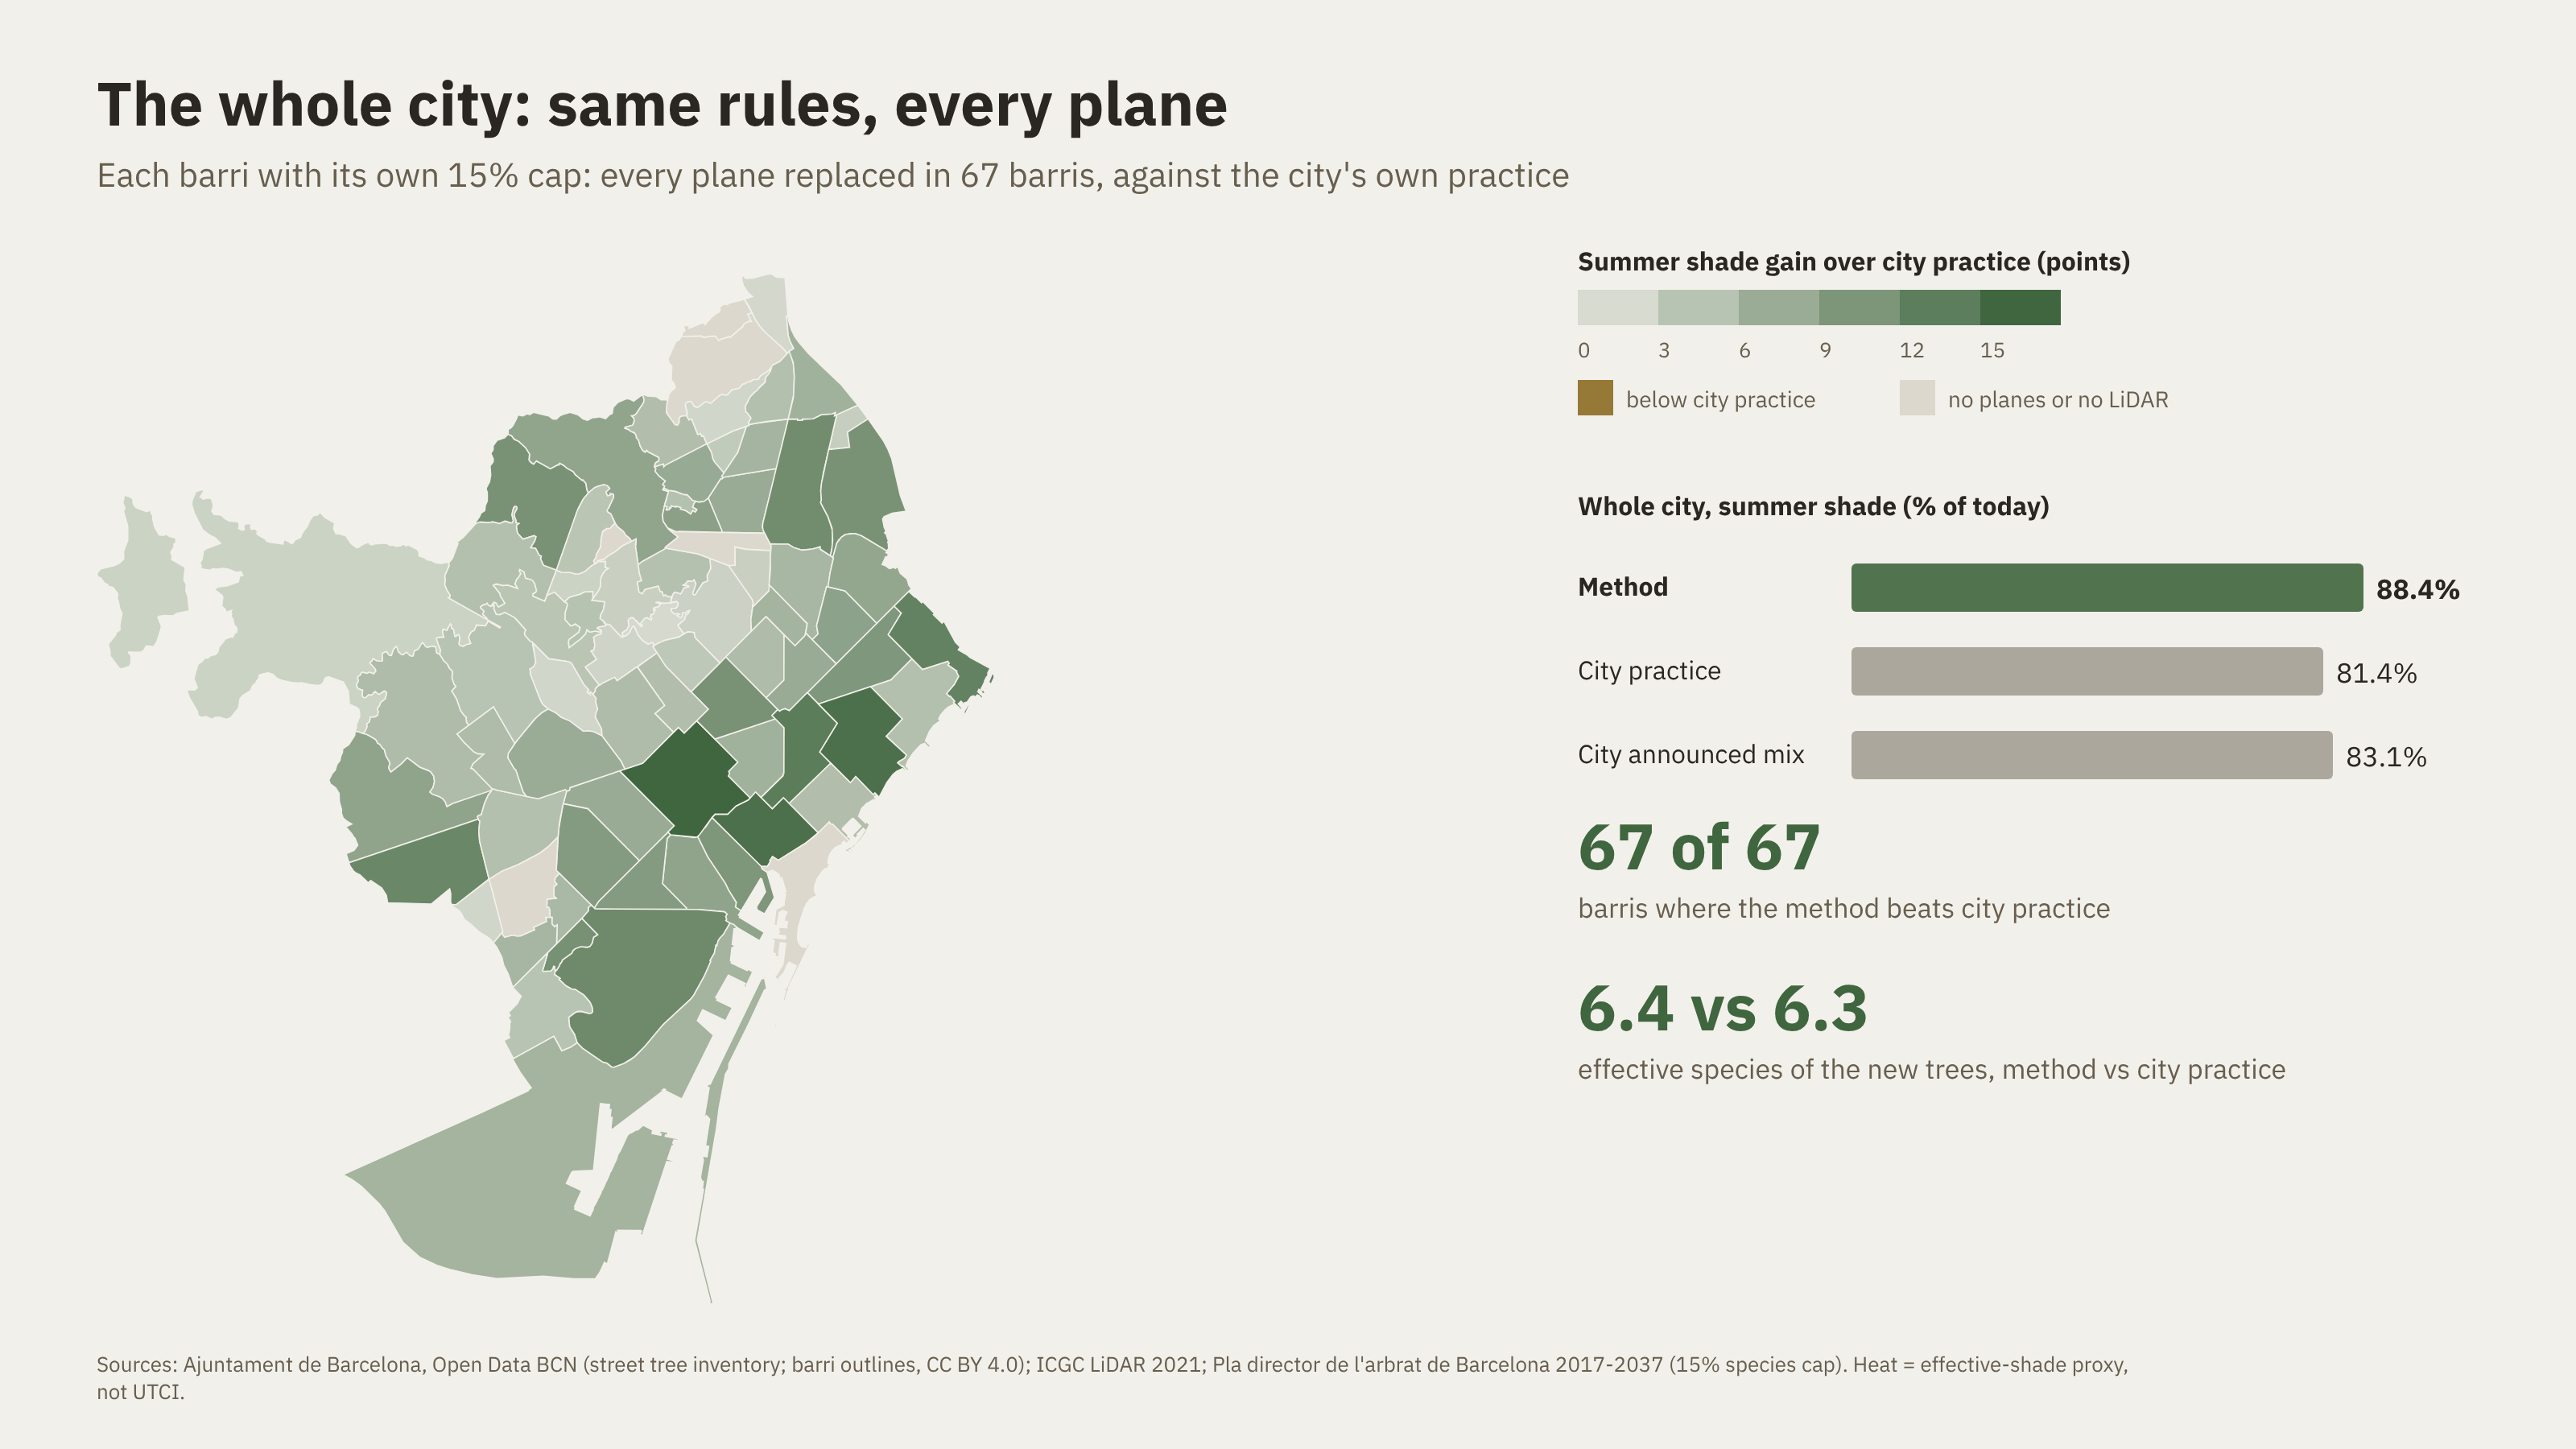 The whole city: same rules, every plane
Each barri with its own 15% cap: every plane replaced in 67 barris, against the city's own practice
Summer shade gain over city practice (points)
0 3 6 9 12 15
below city practice
no planes or no LiDAR
Whole city, summer shade (% of today)
Method 88.4%
City practice 81.4%
City announced mix 83.1%
67 of 67
barris where the method beats city practice
6.4 vs 6.3
effective species of the new trees, method vs city practice
Sources: Ajuntament de Barcelona, Open Data BCN (street tree inventory; barri outlines, CC BY 4.0); ICGC LiDAR 2021; Pla director de l'arbrat de Barcelona 2017-2037 (15% species cap). Heat = effective-shade proxy,
not UTCI.